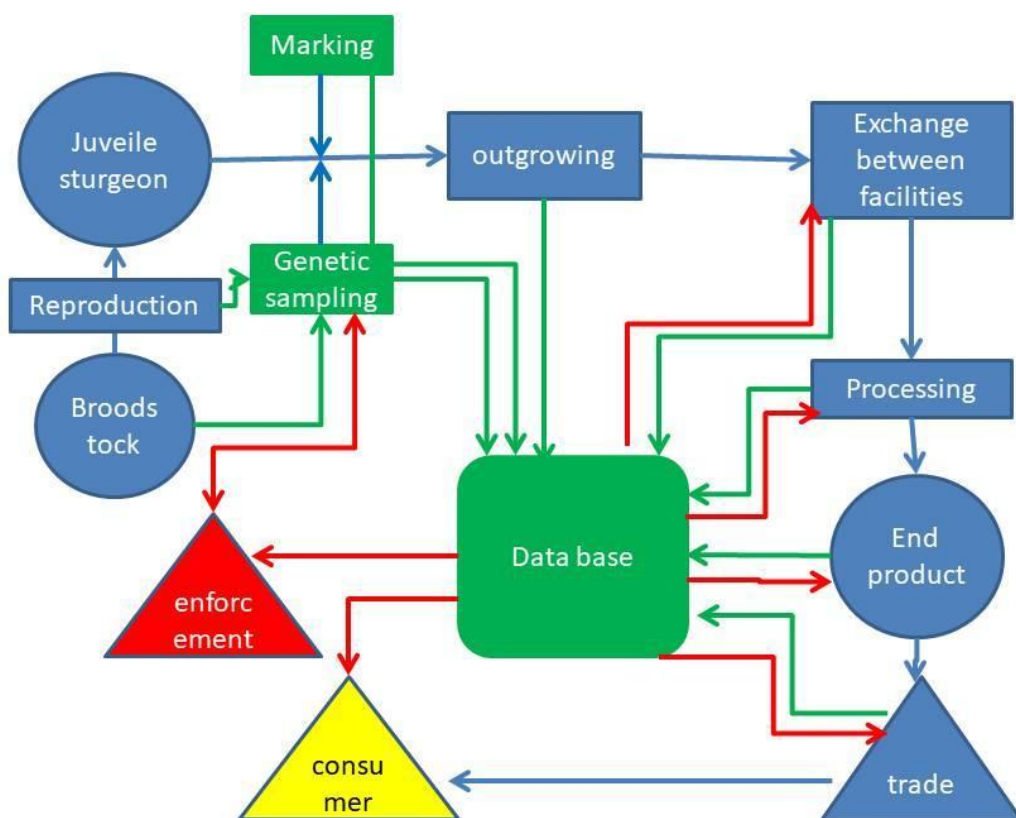 Marking
Juveile
sturgeon
outgrowing
Exchange
between
facilities
Genetic
sampling
Reproduction
Broods
tock
Processing
Data base
End
product
enforc
ement
consu
mer
trade